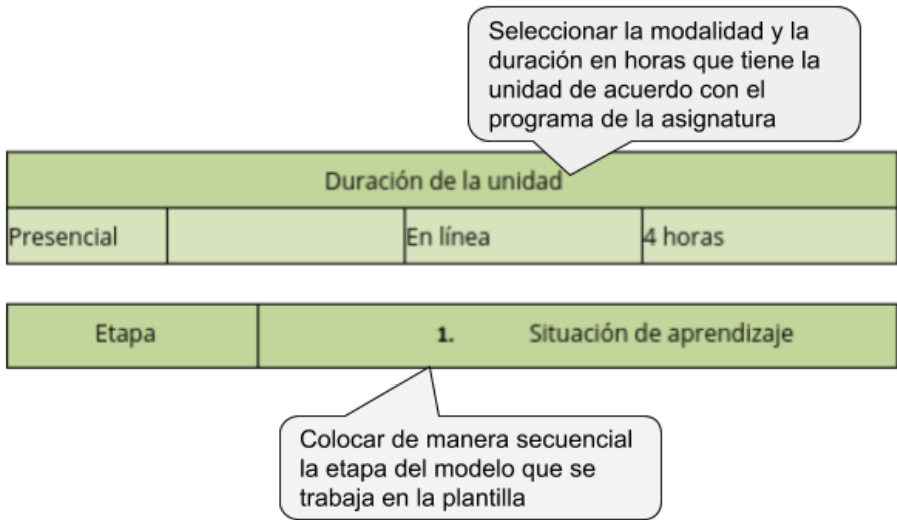 Seleccionar la modalidad y la
duración en horas que tiene la
unidad de acuerdo con el
programa de la asignatura
Duración de la unidad
Presencial En línea 4 horas
Etapa 1. Situación de aprendizaje
Colocar de manera secuencial
la etapa del modelo que se
trabaja en la plantilla